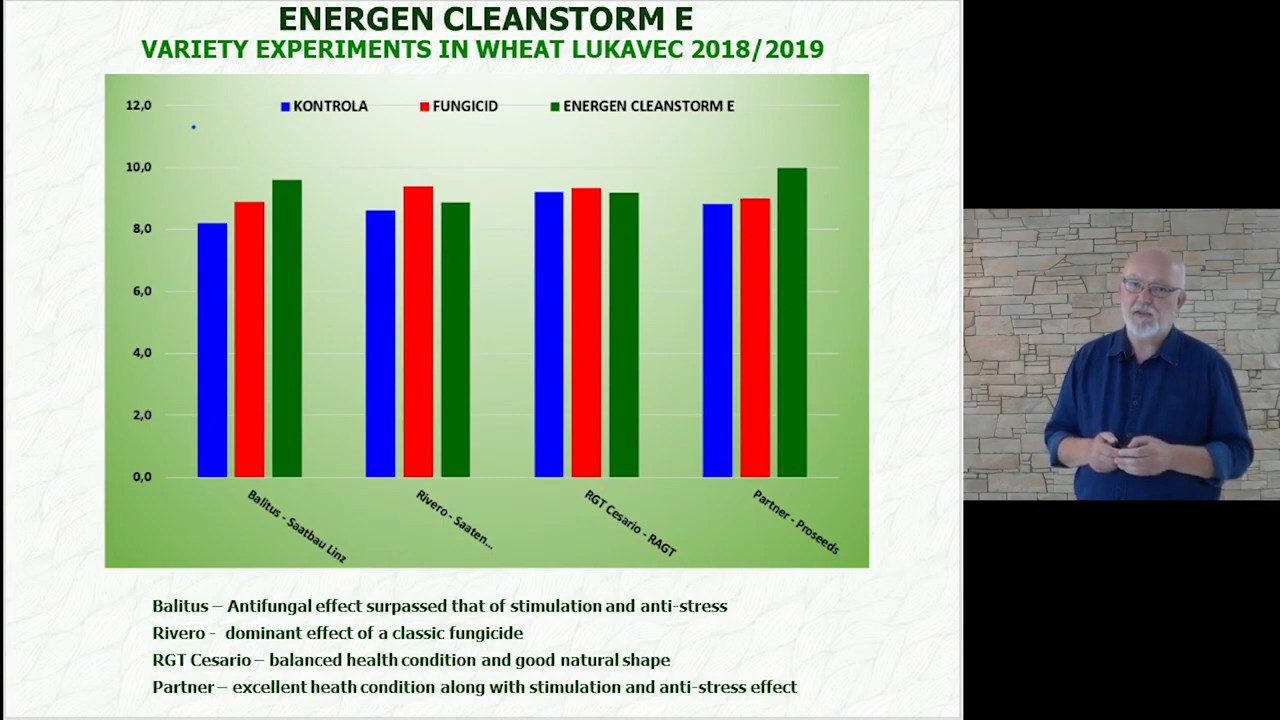 ENERGEN CLEANSTORM E
VARIETY EXPERIMENTS IN WHEAT LUKAVEC 2018/2019
KONTROLA FUNGICID ENERGEN CLEANSTORM E
12,0
10,0
8,0
6,0
4,0
2,0
0,0
Balitus - Saatbau Linz
Rivero - Saaten...
RGT Cesario - RAGT
Partner - Proseeds
Balitus – Antifungal effect surpassed that of stimulation and anti-stress
Rivero - dominant effect of a classic fungicide
RGT Cesario – balanced health condition and good natural shape
Partner – excellent heath condition along with stimulation and anti-stress effect